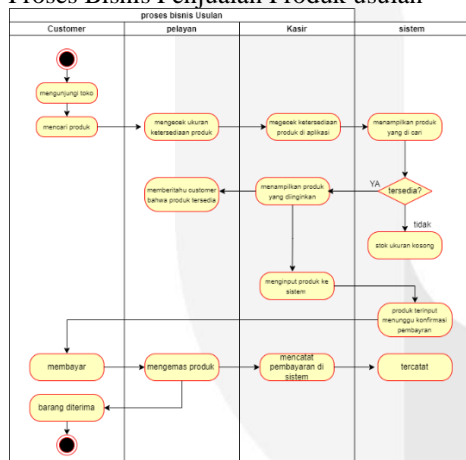 Proses Bisnis Penjualan Produk usulan
proses bisnis Usulan
Customer
pelayan
Kasir
sistem
mengunjungi toko
mencari produk
mengecek ukuran
ketersediaan produk
megecek ketersediaan
produk di aplikasi
menampilkan produk
yang di cari
memberitahu customer
bahwa produk tersedia
menampilkan produk
yang diinginkan
YA
tersedia?
tidak
stok ukuran kosong
menginput produk ke
sistem
produk terinput
menunggu konfirmasi
pembayran
membayar
mengemas produk
mencatat
pembayaran di
sistem
tercatat
barang diterima